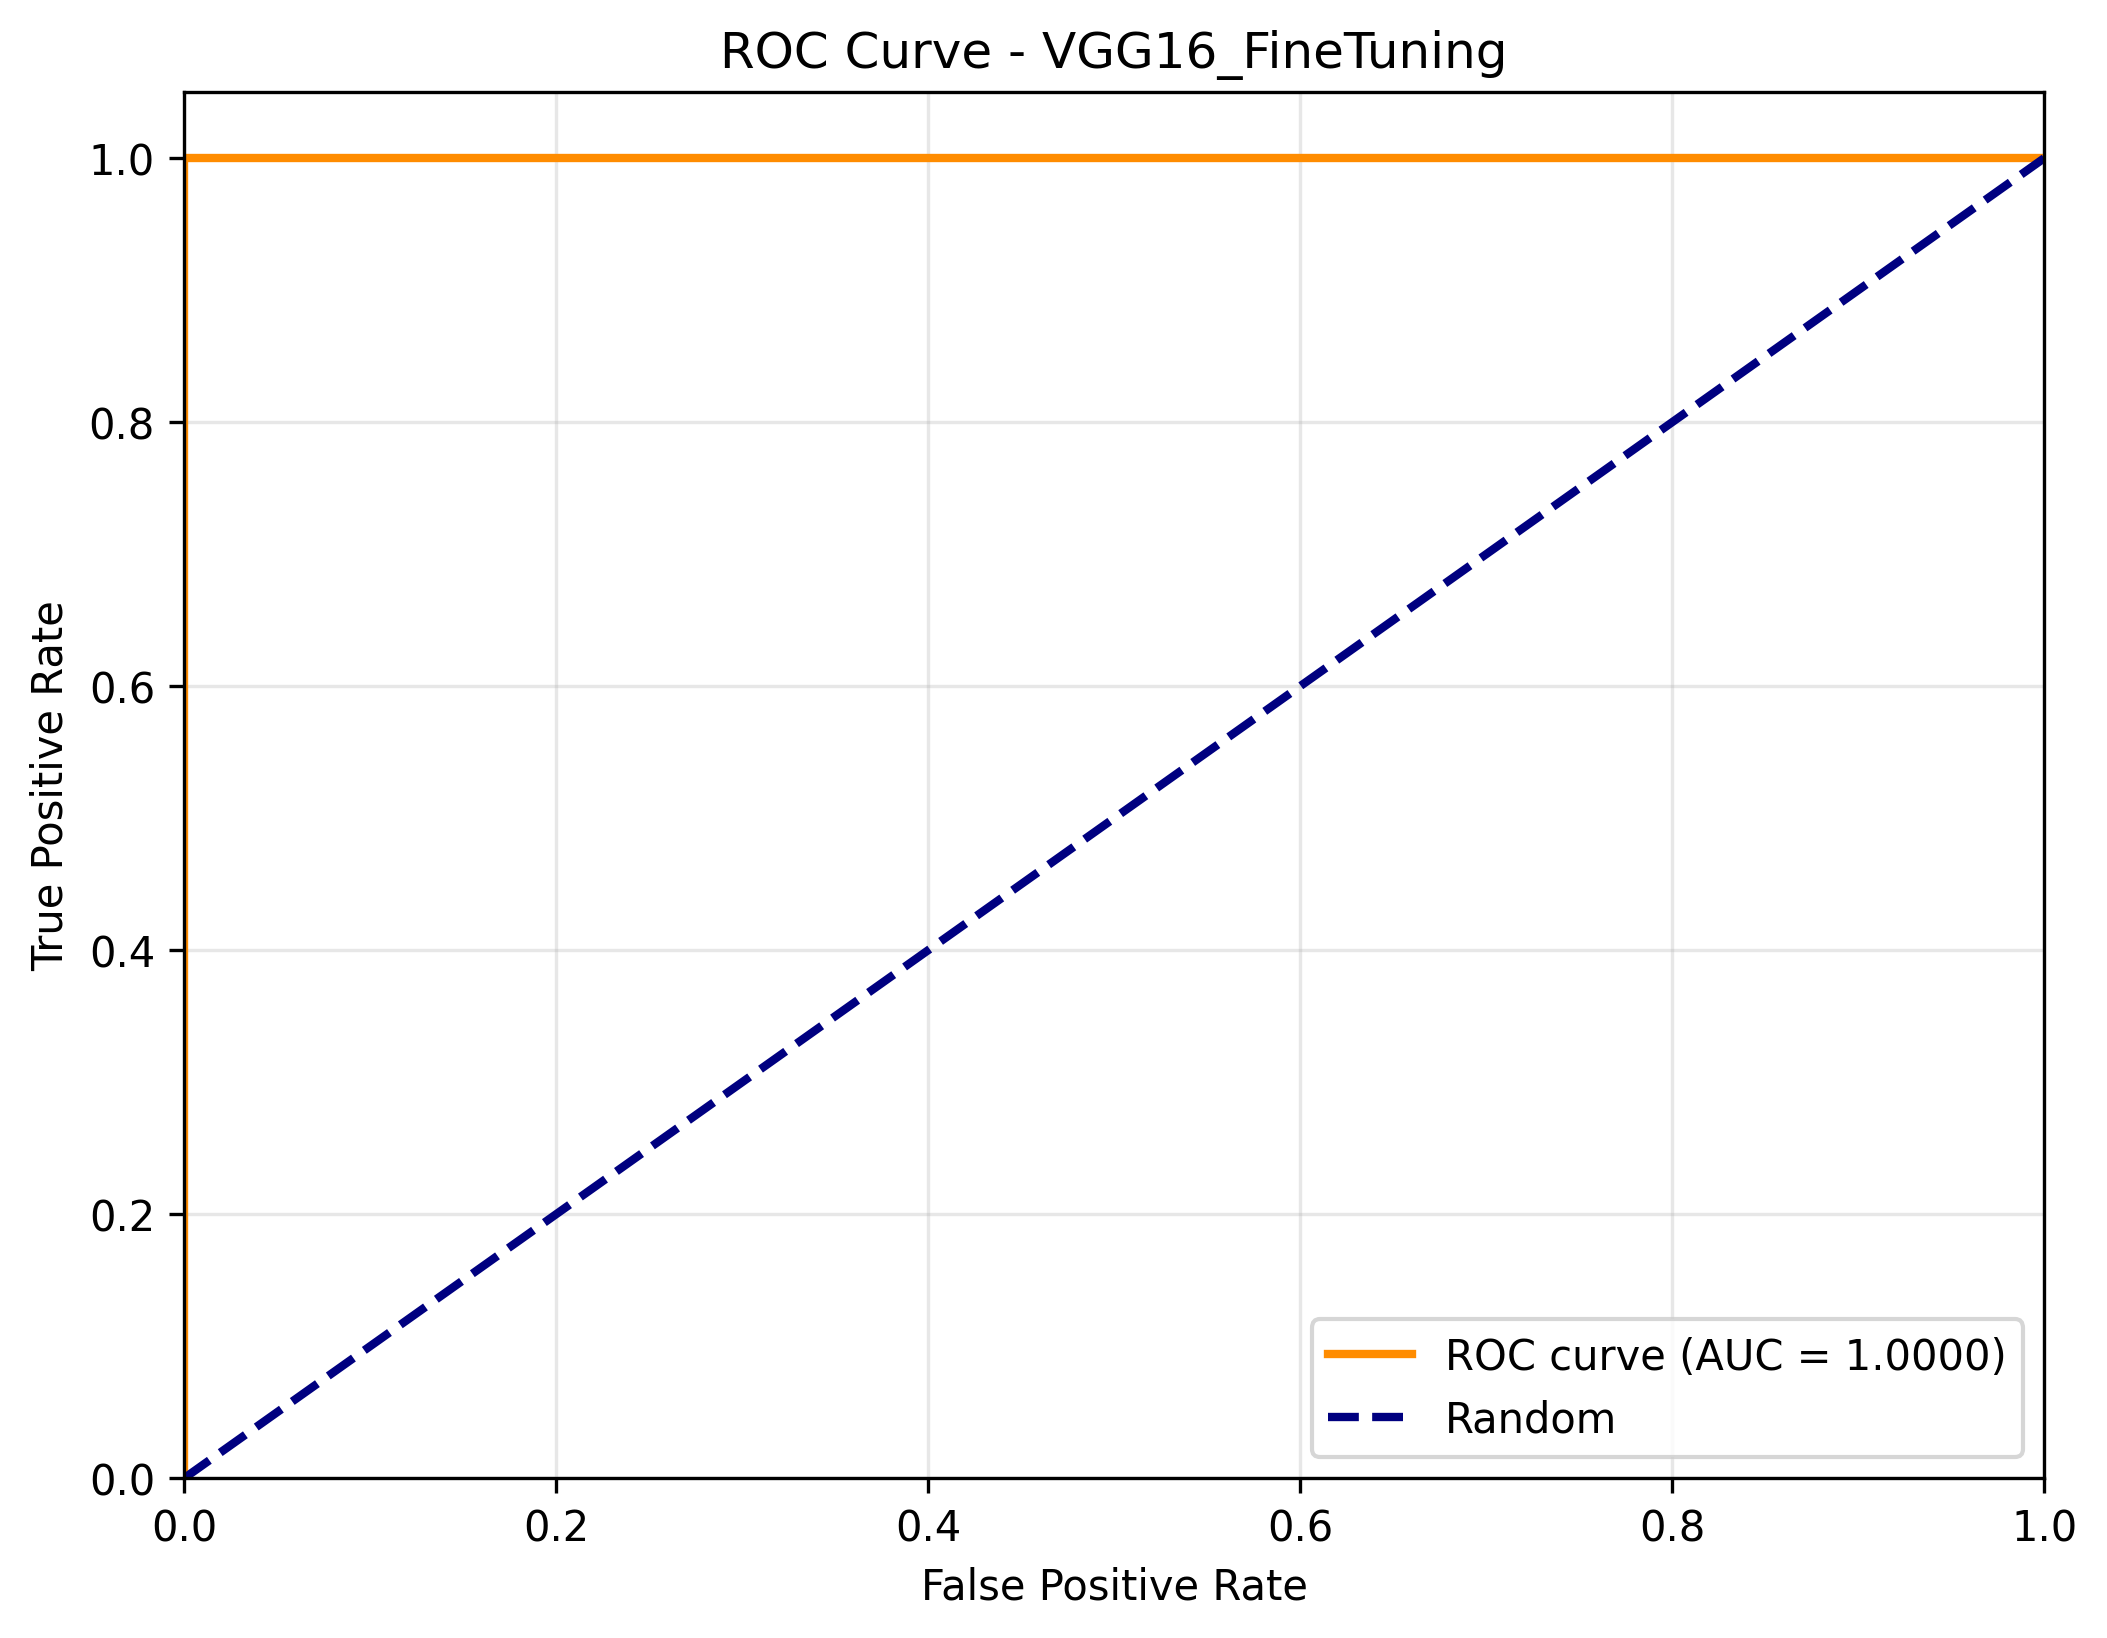 ROC Curve - VGG16_FineTuning
1.0
0.8
0.6
0.4
0.2
0.0
True Positive Rate
ROC curve (AUC = 1.0000)
Random
0.0 0.2 0.4 0.6 0.8 1.0
False Positive Rate